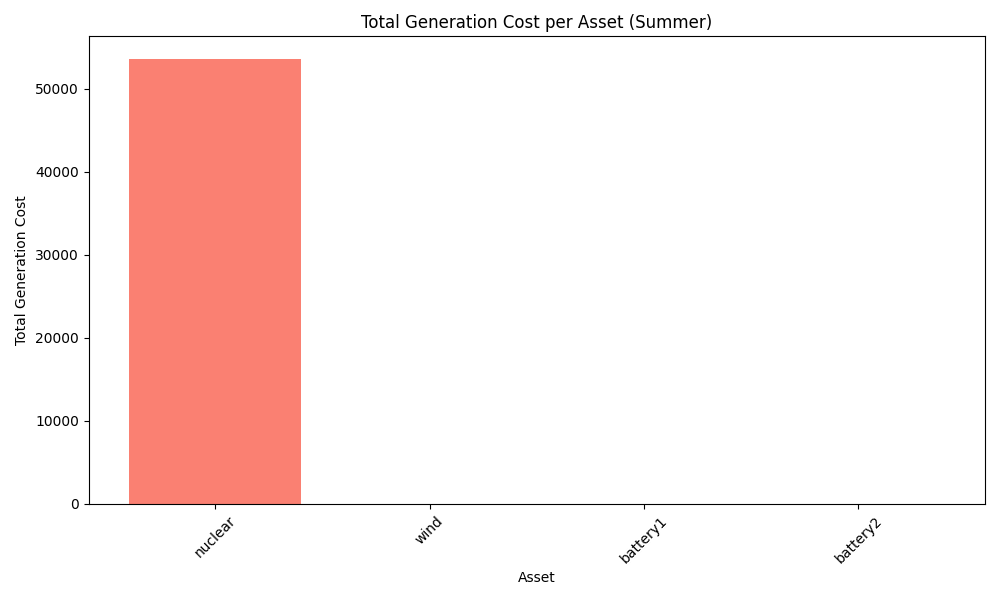 Total Generation Cost per Asset (Summer)
Total Generation Cost
50000
40000
30000
20000
10000
0
nuclear
wind
battery1
battery2
Asset